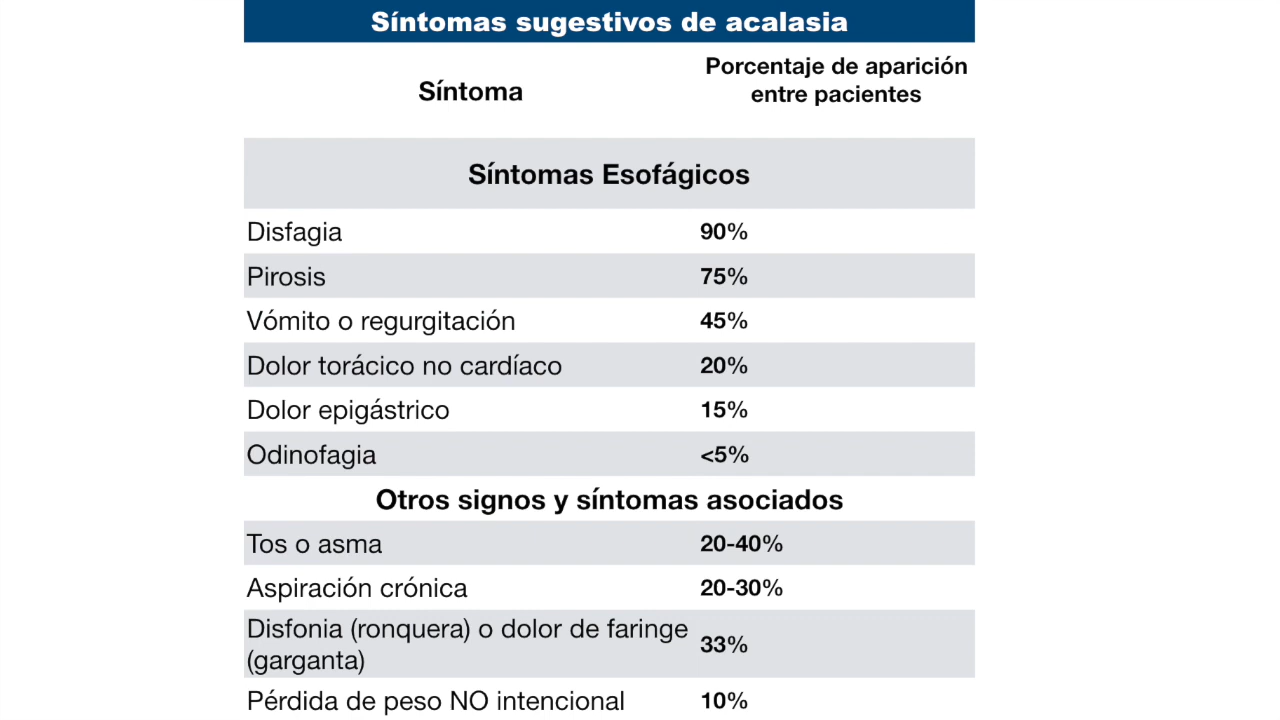 Síntomas sugestivos de acalasia
Síntoma
Porcentaje de aparición
entre pacientes
Síntomas Esofágicos
Disfagia 90%
Pirosis 75%
Vómito o regurgitación 45%
Dolor torácico no cardíaco 20%
Dolor epigástrico 15%
Odinofagia <5%
Otros signos y síntomas asociados
Tos o asma 20-40%
Aspiración crónica 20-30%
Disfonia (ronquera) o dolor de faringe
(garganta) 33%
Pérdida de peso NO intencional 10%